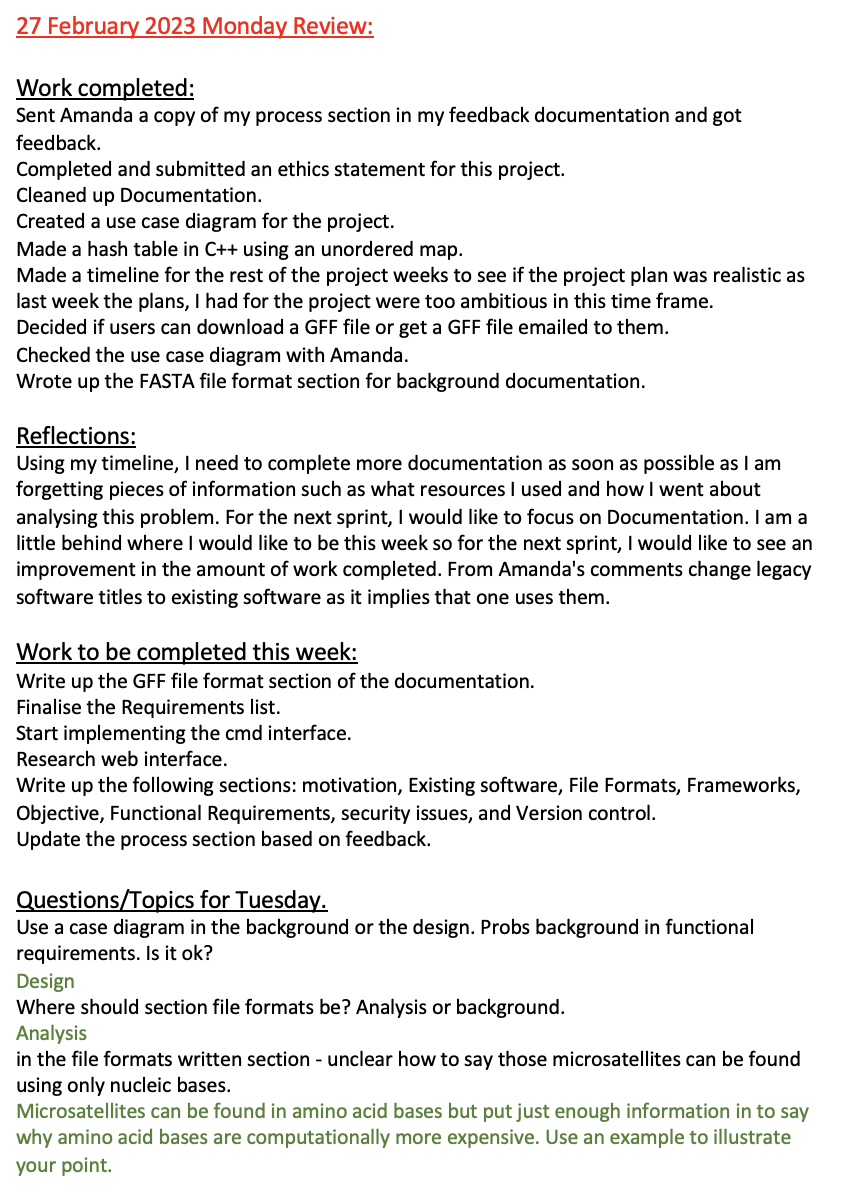 27 February 2023 Monday Review:
Work completed:
Sent Amanda a copy of my process section in my feedback documentation and got
feedback.
Completed and submitted an ethics statement for this project.
Cleaned up Documentation.
Created a use case diagram for the project.
Made a hash table in C++ using an unordered map.
Made a timeline for the rest of the project weeks to see if the project plan was realistic as
last week the plans, I had for the project were too ambitious in this time frame.
Decided if users can download a GFF file or get a GFF file emailed to them.
Checked the use case diagram with Amanda.
Wrote up the FASTA file format section for background documentation.
Reflections:
Using my timeline, I need to complete more documentation as soon as possible as I am
forgetting pieces of information such as what resources I used and how I went about
analysing this problem. For the next sprint, I would like to focus on Documentation. I am a
little behind where I would like to be this week so for the next sprint, I would like to see an
improvement in the amount of work completed. From Amanda's comments change legacy
software titles to existing software as it implies that one uses them.
Work to be completed this week:
Write up the GFF file format section of the documentation.
Finalise the Requirements list.
Start implementing the cmd interface.
Research web interface.
Write up the following sections: motivation, Existing software, File Formats, Frameworks,
Objective, Functional Requirements, security issues, and Version control.
Update the process section based on feedback.
Questions/Topics for Tuesday.
Use a case diagram in the background or the design. Probs background in functional
requirements. Is it ok?
Design
Where should section file formats be? Analysis or background.
Analysis
in the file formats written section - unclear how to say those microsatellites can be found
using only nucleic bases.
Microsatellites can be found in amino acid bases but put just enough information in to say
why amino acid bases are computationally more expensive. Use an example to illustrate
your point.